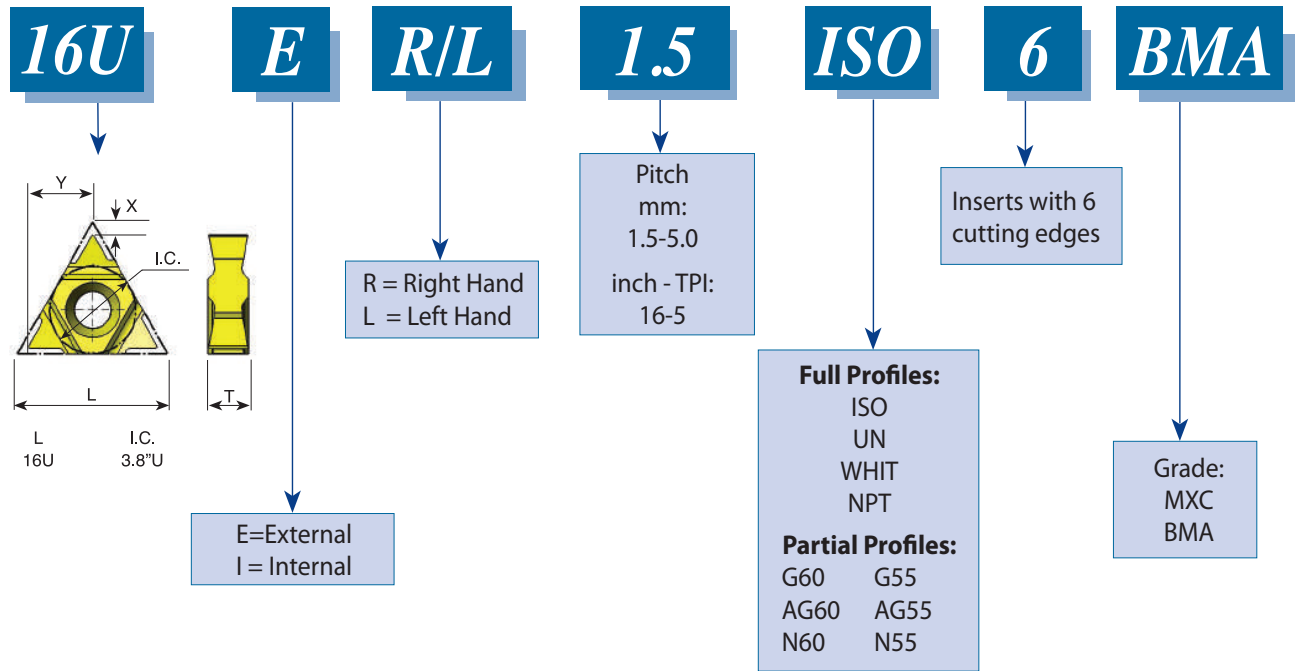 16U E R/L 1.5 ISO 6 BMA
Y
X
I.C.
L
T
L I.C.
16U 3.8”U
E=External
I = Internal
R = Right Hand
L = Left Hand
Pitch
mm:
1.5-5.0
inch - TPI:
16-5
Full Profiles:
ISO
UN
WHIT
NPT
Partial Profiles:
G60 G55
AG60 AG55
N60 N55
Inserts with 6
cutting edges
Grade:
MXC
BMA